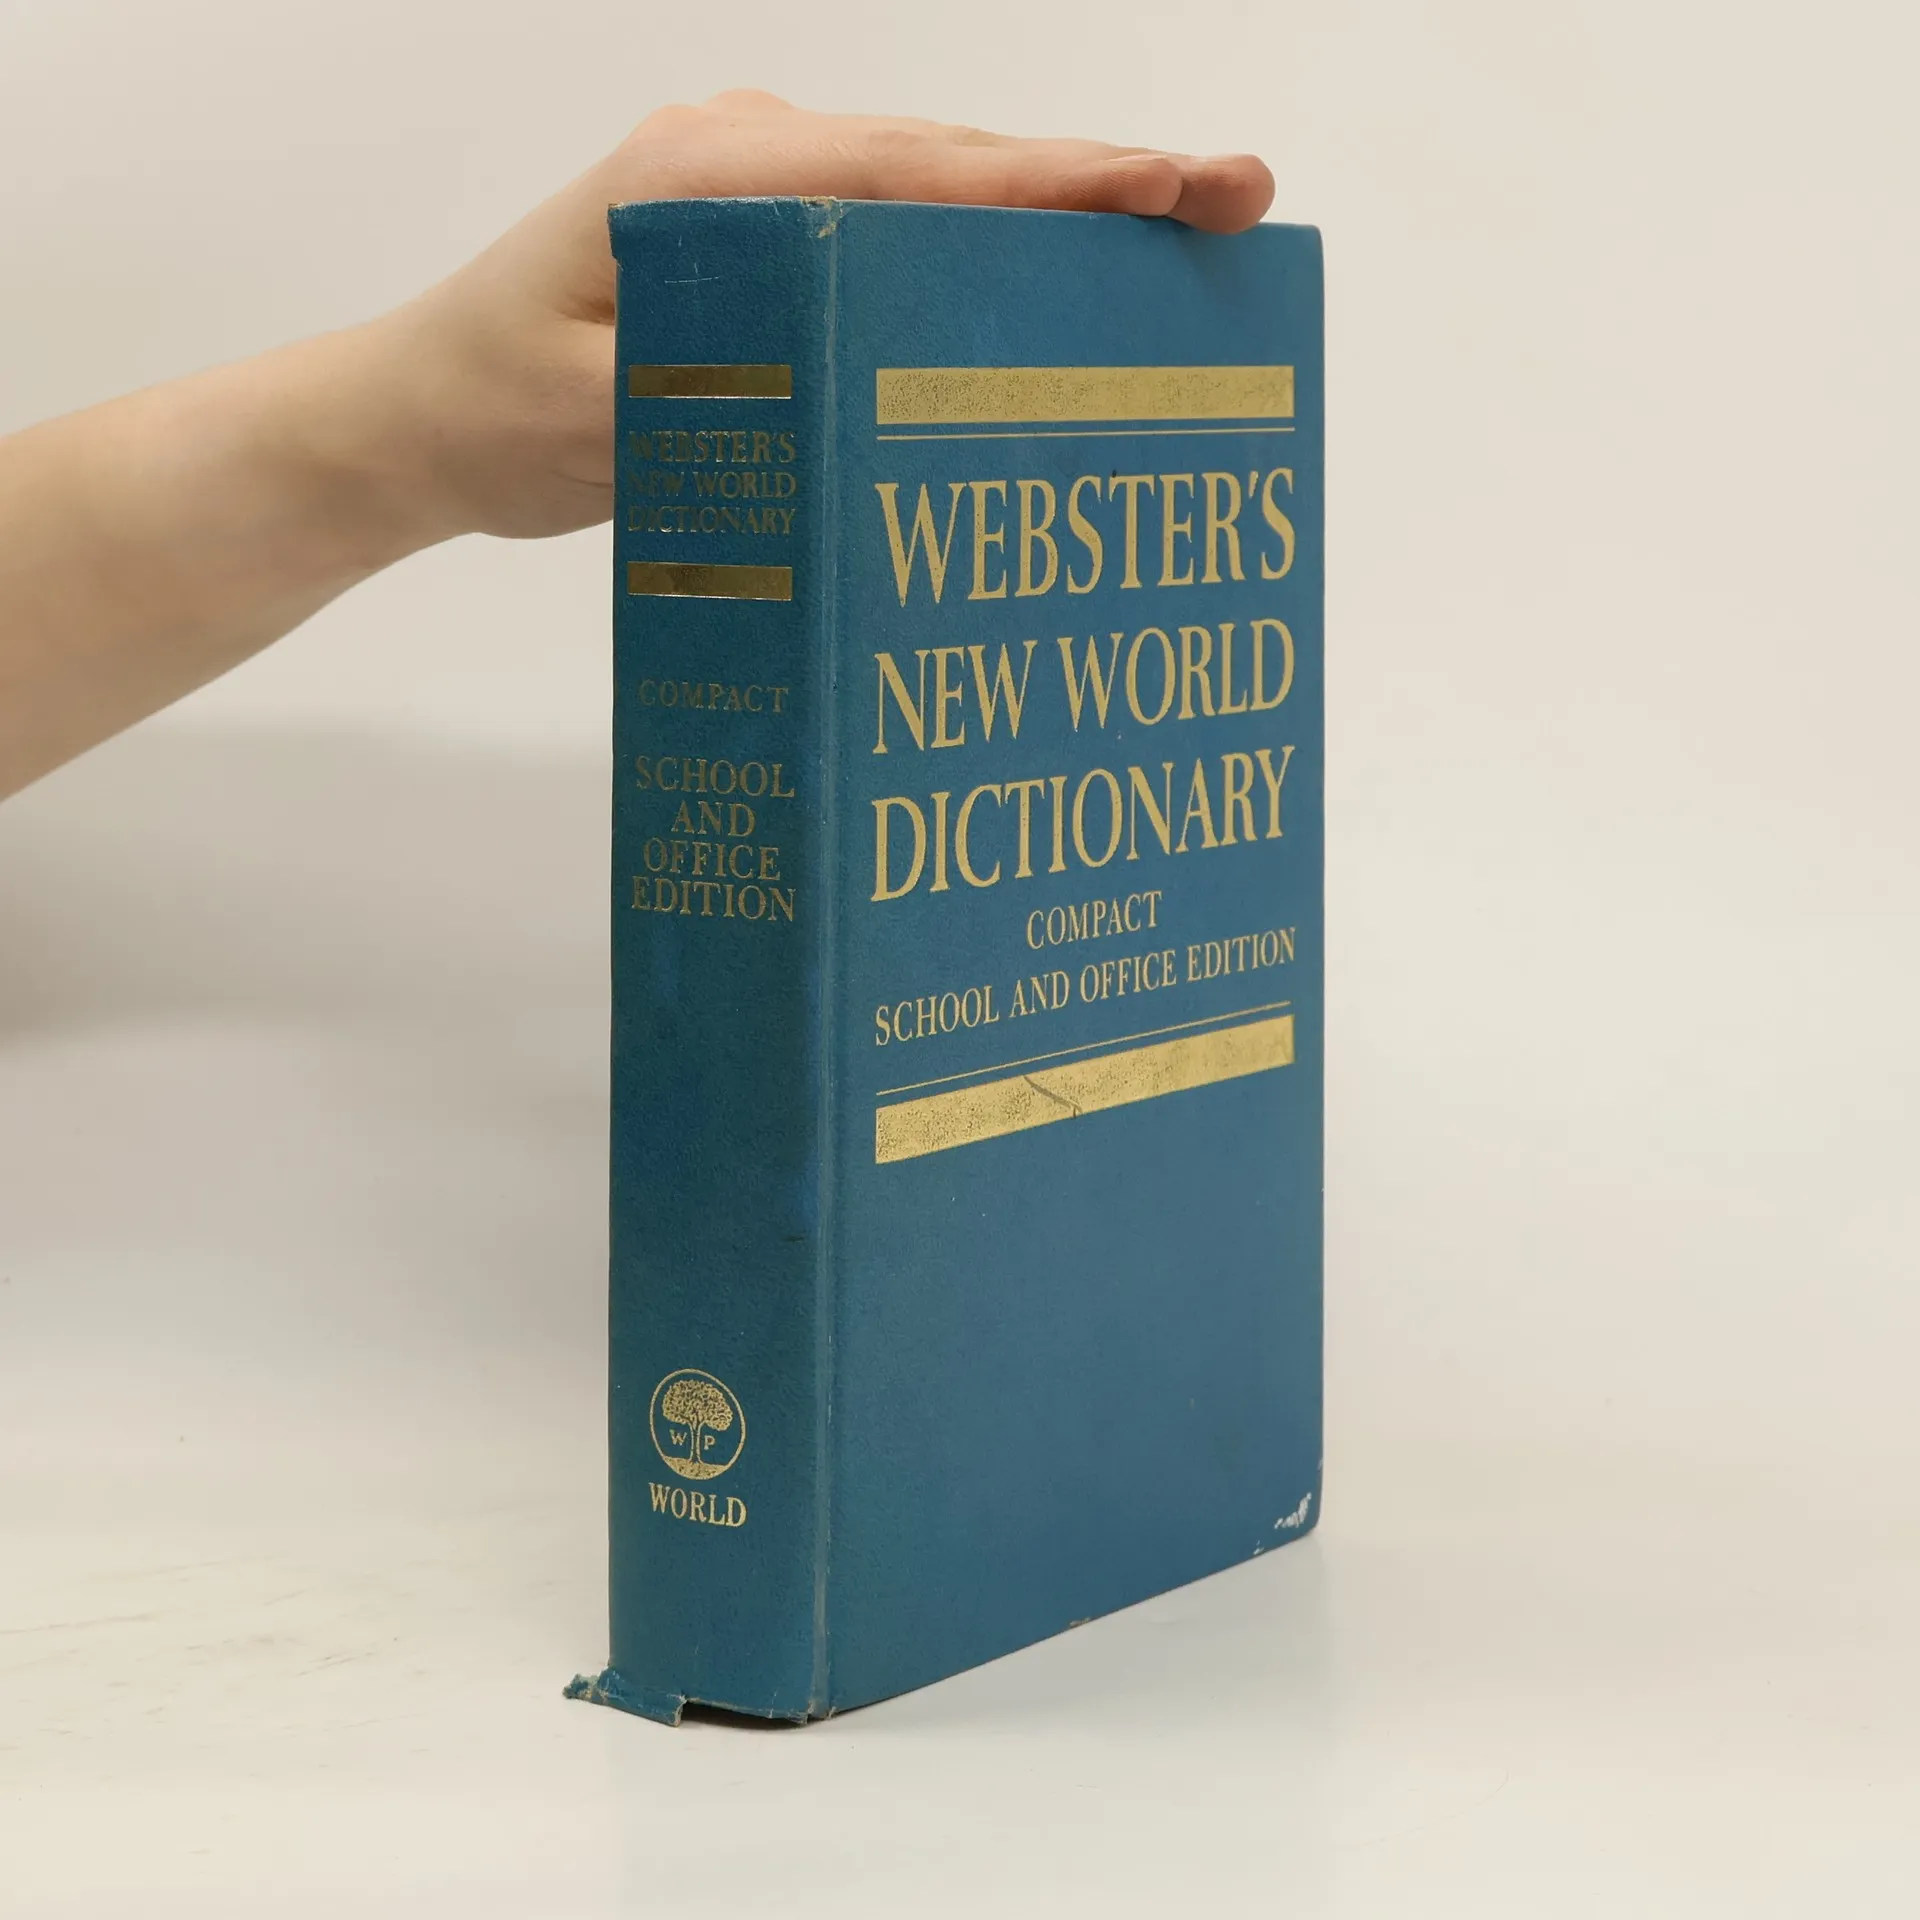 WEBSTER'S
NEW WORLD
DICTIONARY
COMPACT
SCHOOL
AND
OFFICE
EDITION
W P
WORLD
WEBSTER'S
NEW WORLD
DICTIONARY
COMPACT
SCHOOL AND OFFICE EDITION